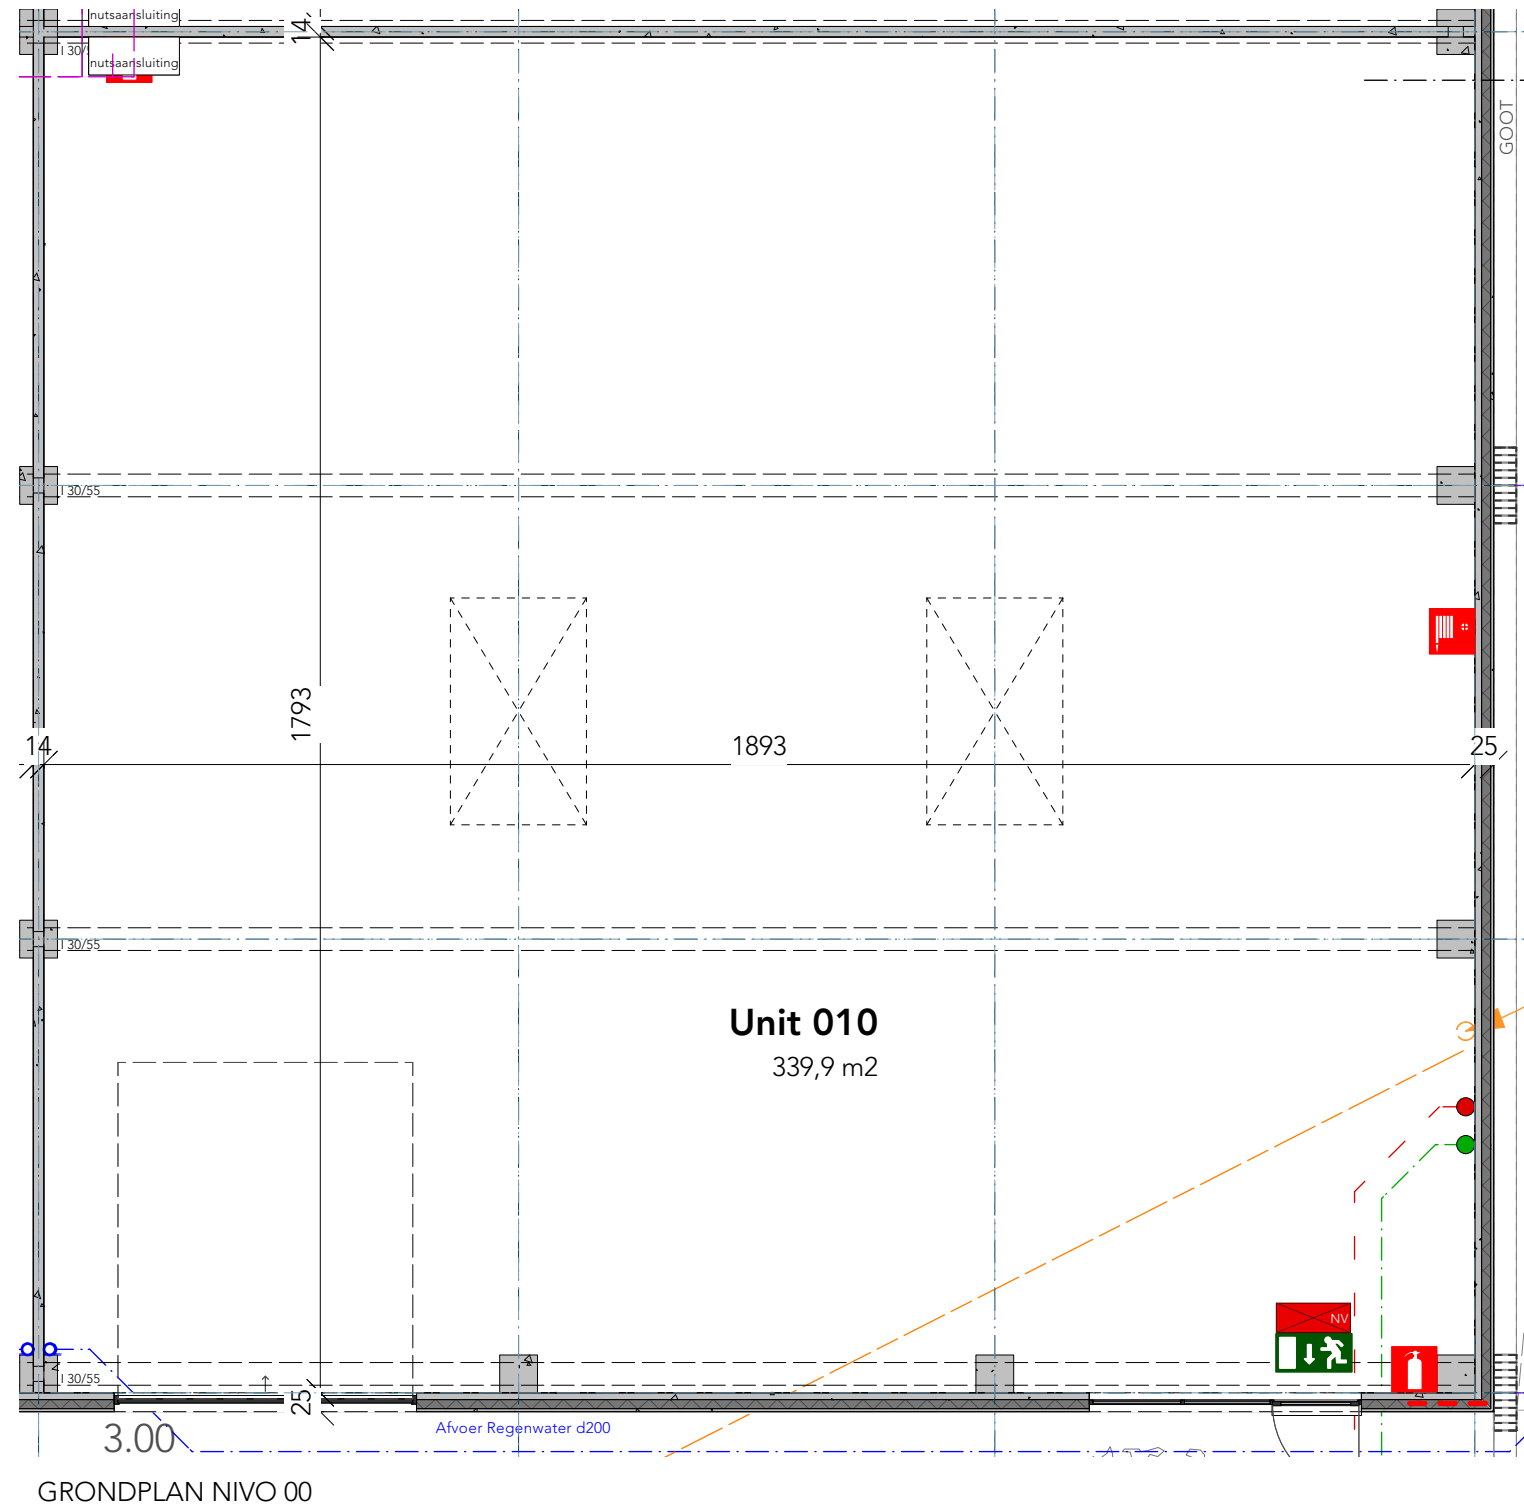 nutsaansluiting
14
I 30/5
nutsaansluiting
GOOT
I 30/55
1793
14
1893
25
I 30/55
Unit 010
339,9 m2
NV
I 30/55
25
3.00
Afvoer Regenwater d200
GRONDPLAN NIVO 00